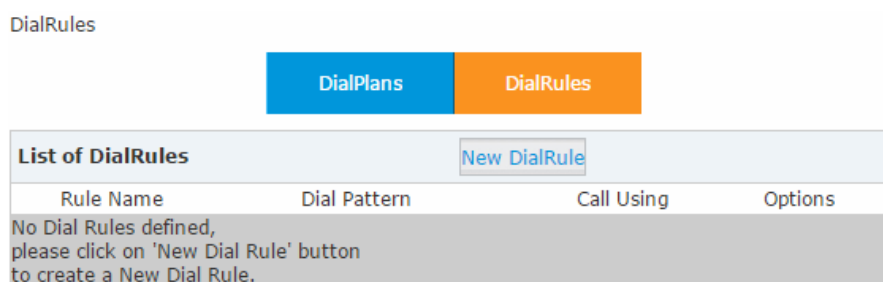 DialRules
DialPlans DialRules
List of DialRules New DialRule
Rule Name Dial Pattern Call Using Options
No Dial Rules defined,
please click on 'New Dial Rule' button
to create a New Dial Rule.